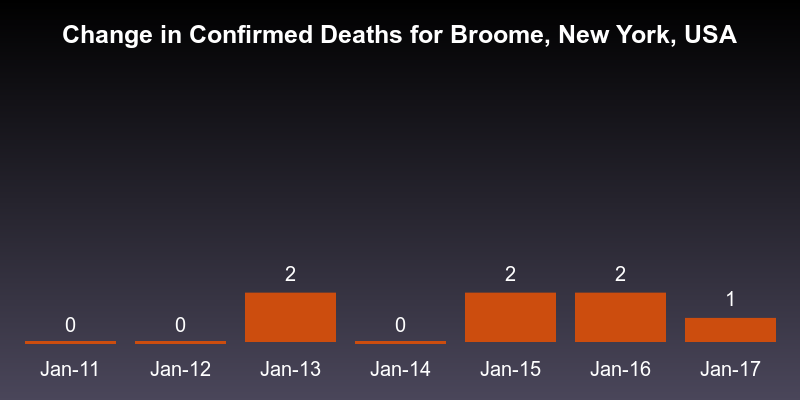 Change in Confirmed Deaths for Broome, New York, USA
0 0 2 0 2 2 1
Jan-11 Jan-12 Jan-13 Jan-14 Jan-15 Jan-16 Jan-17